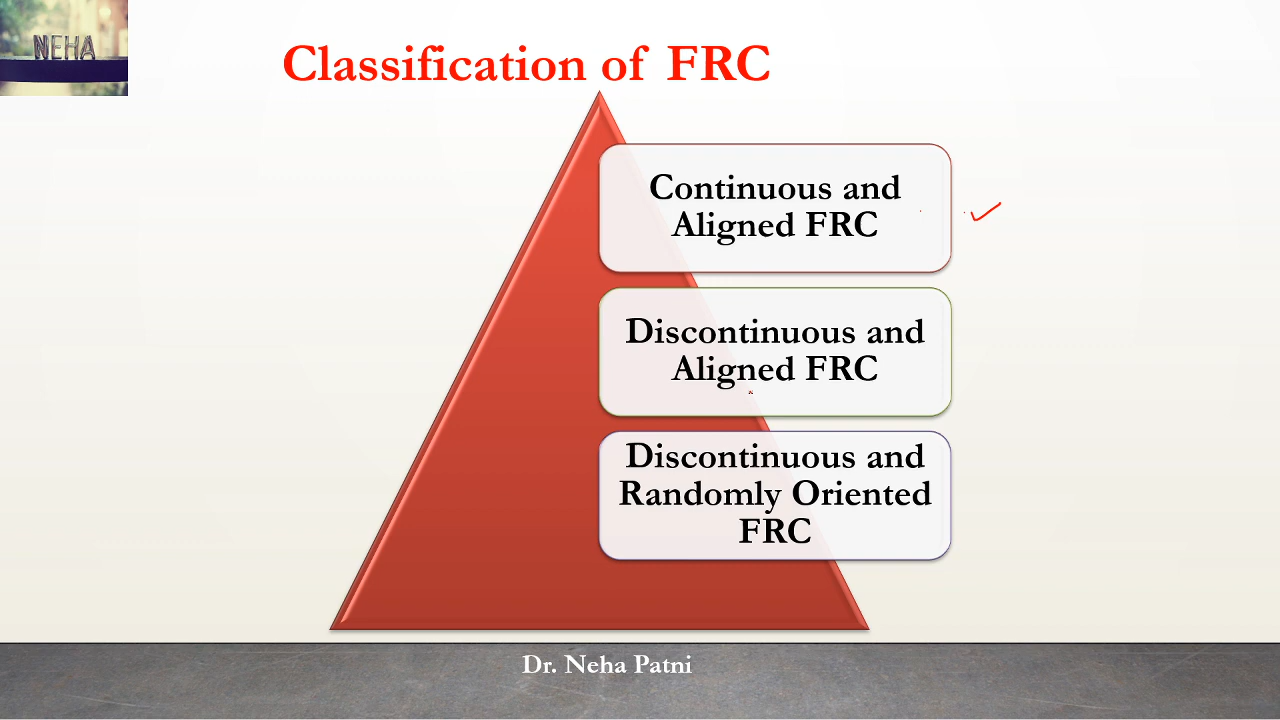 NEHA
Classification of FRC
Continuous and
Aligned FRC
Discontinuous and
Aligned FRC
Discontinuous and
Randomly Oriented
FRC
Dr. Neha Patni